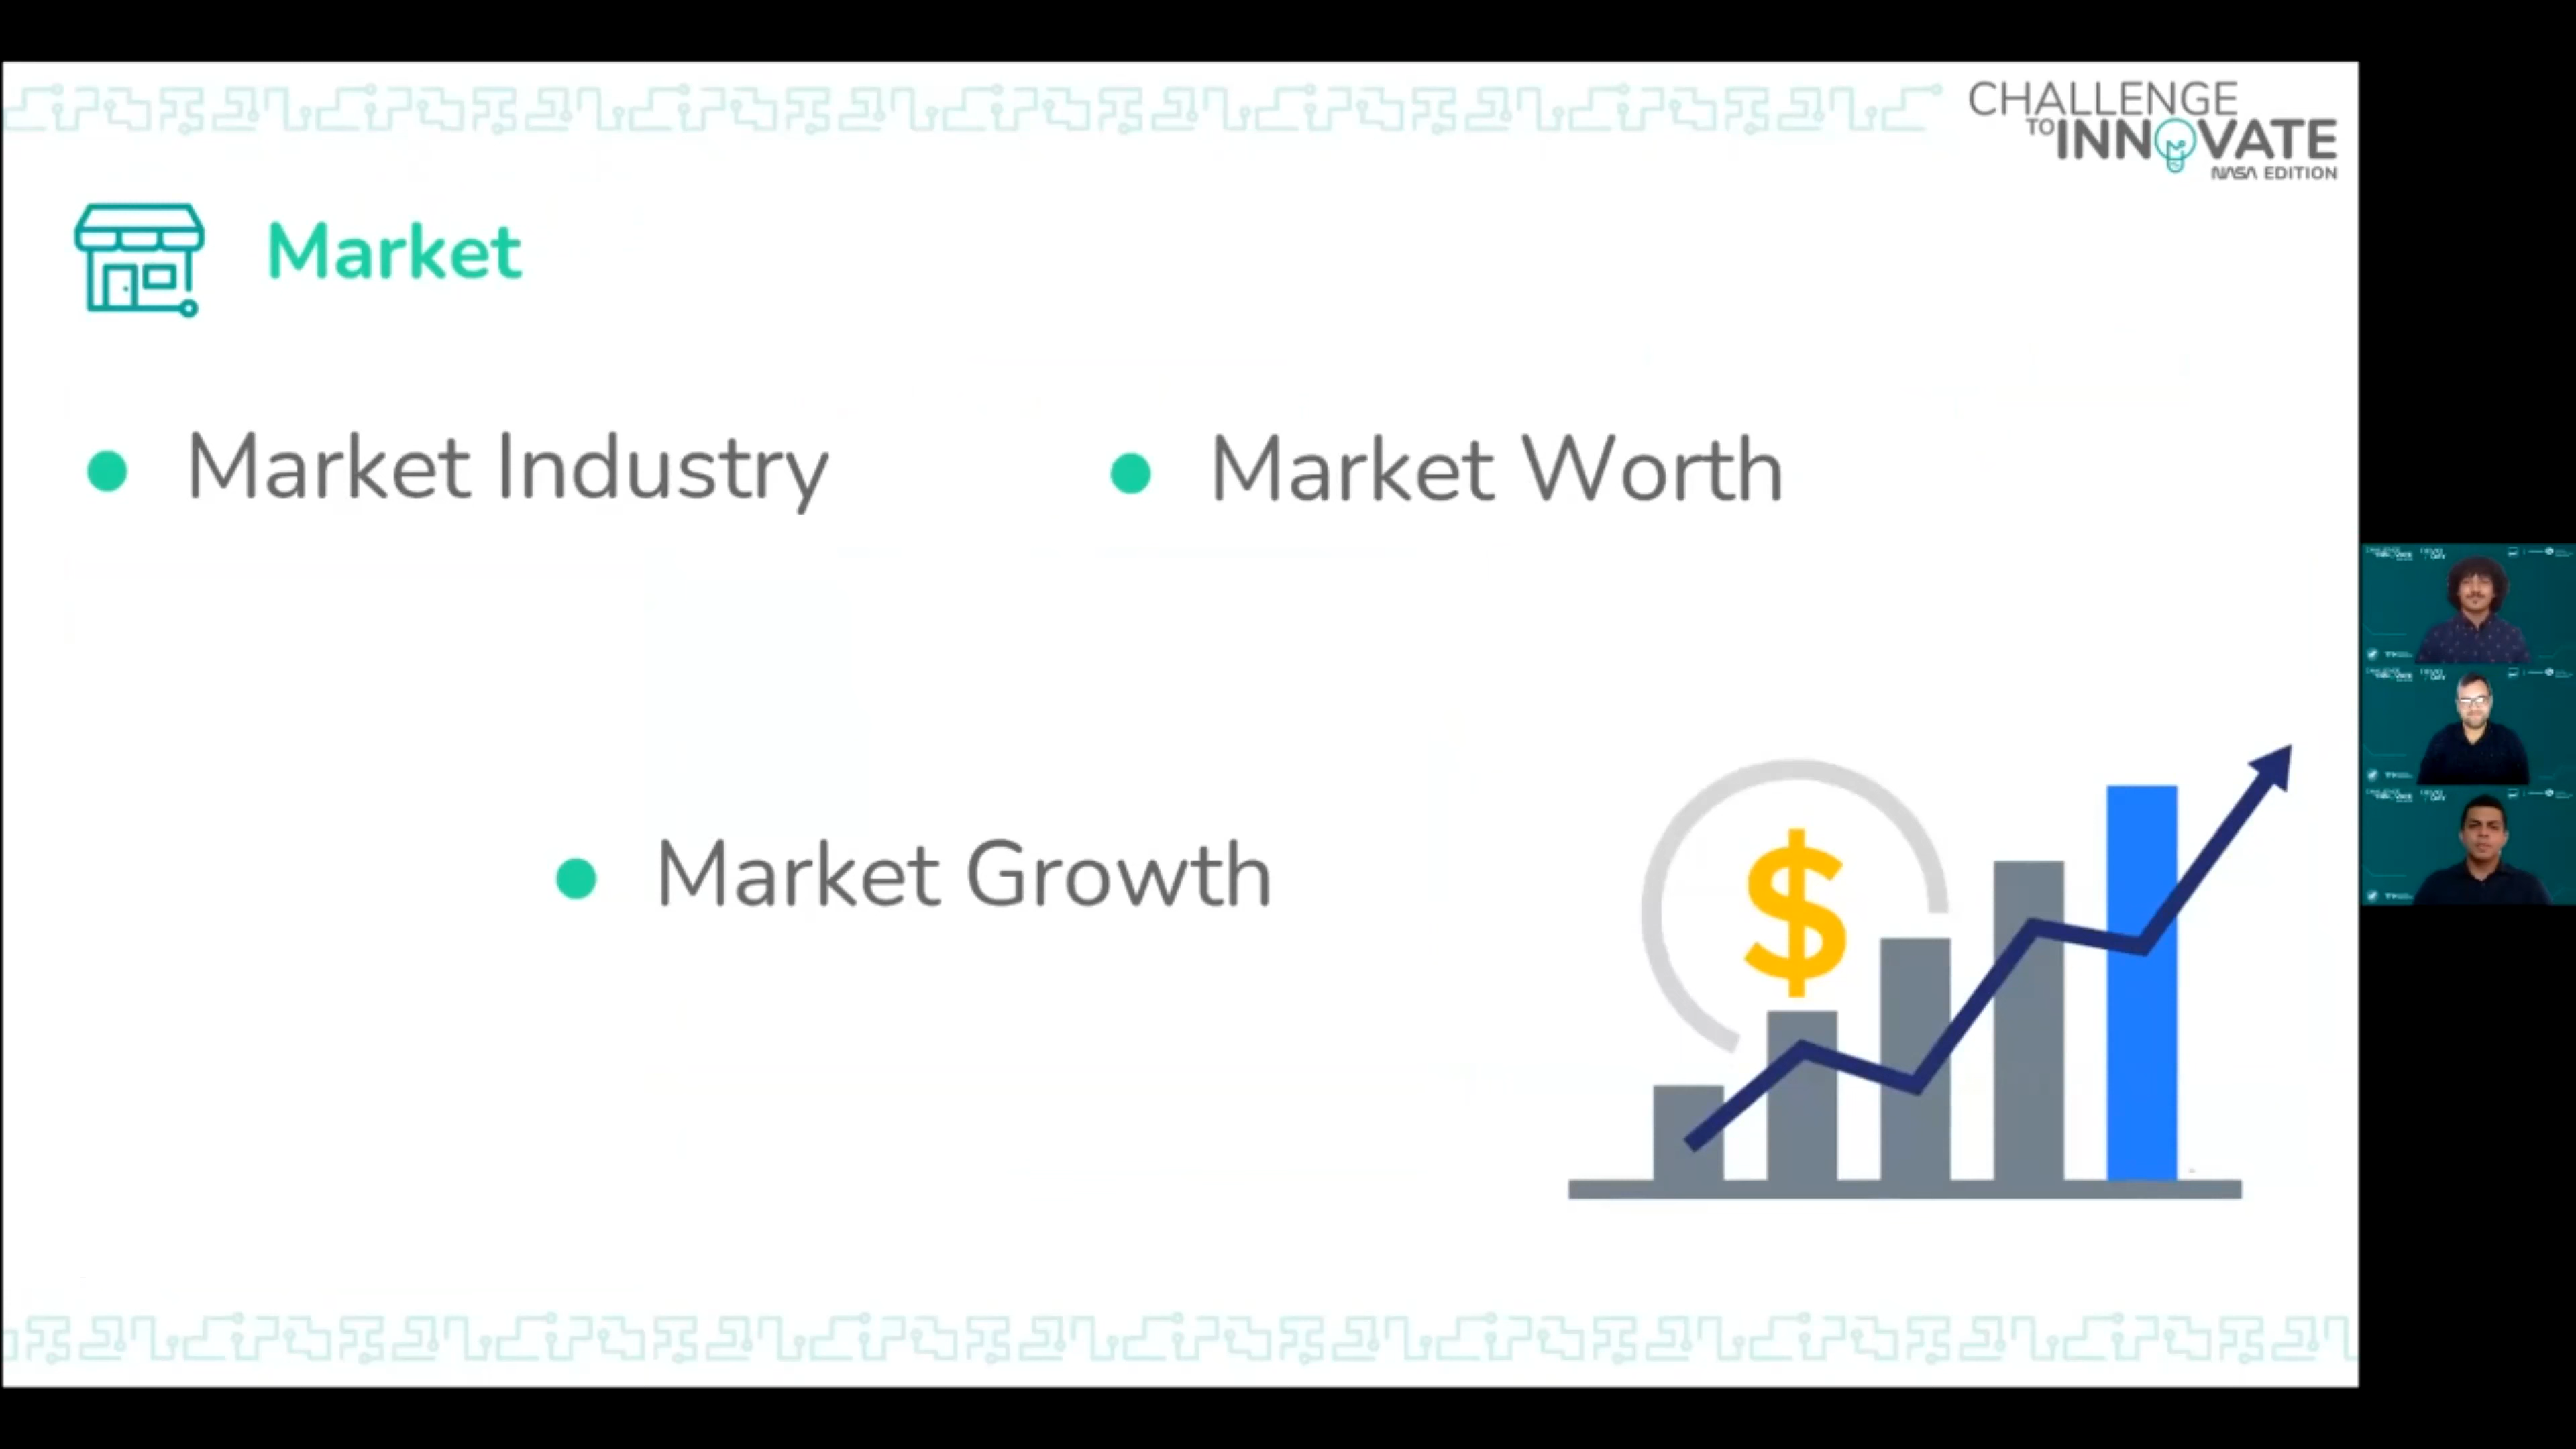 CHALLENGE
TO INNOVATE
NASA EDITION
Market
Market Industry
Market Worth
Market Growth
$